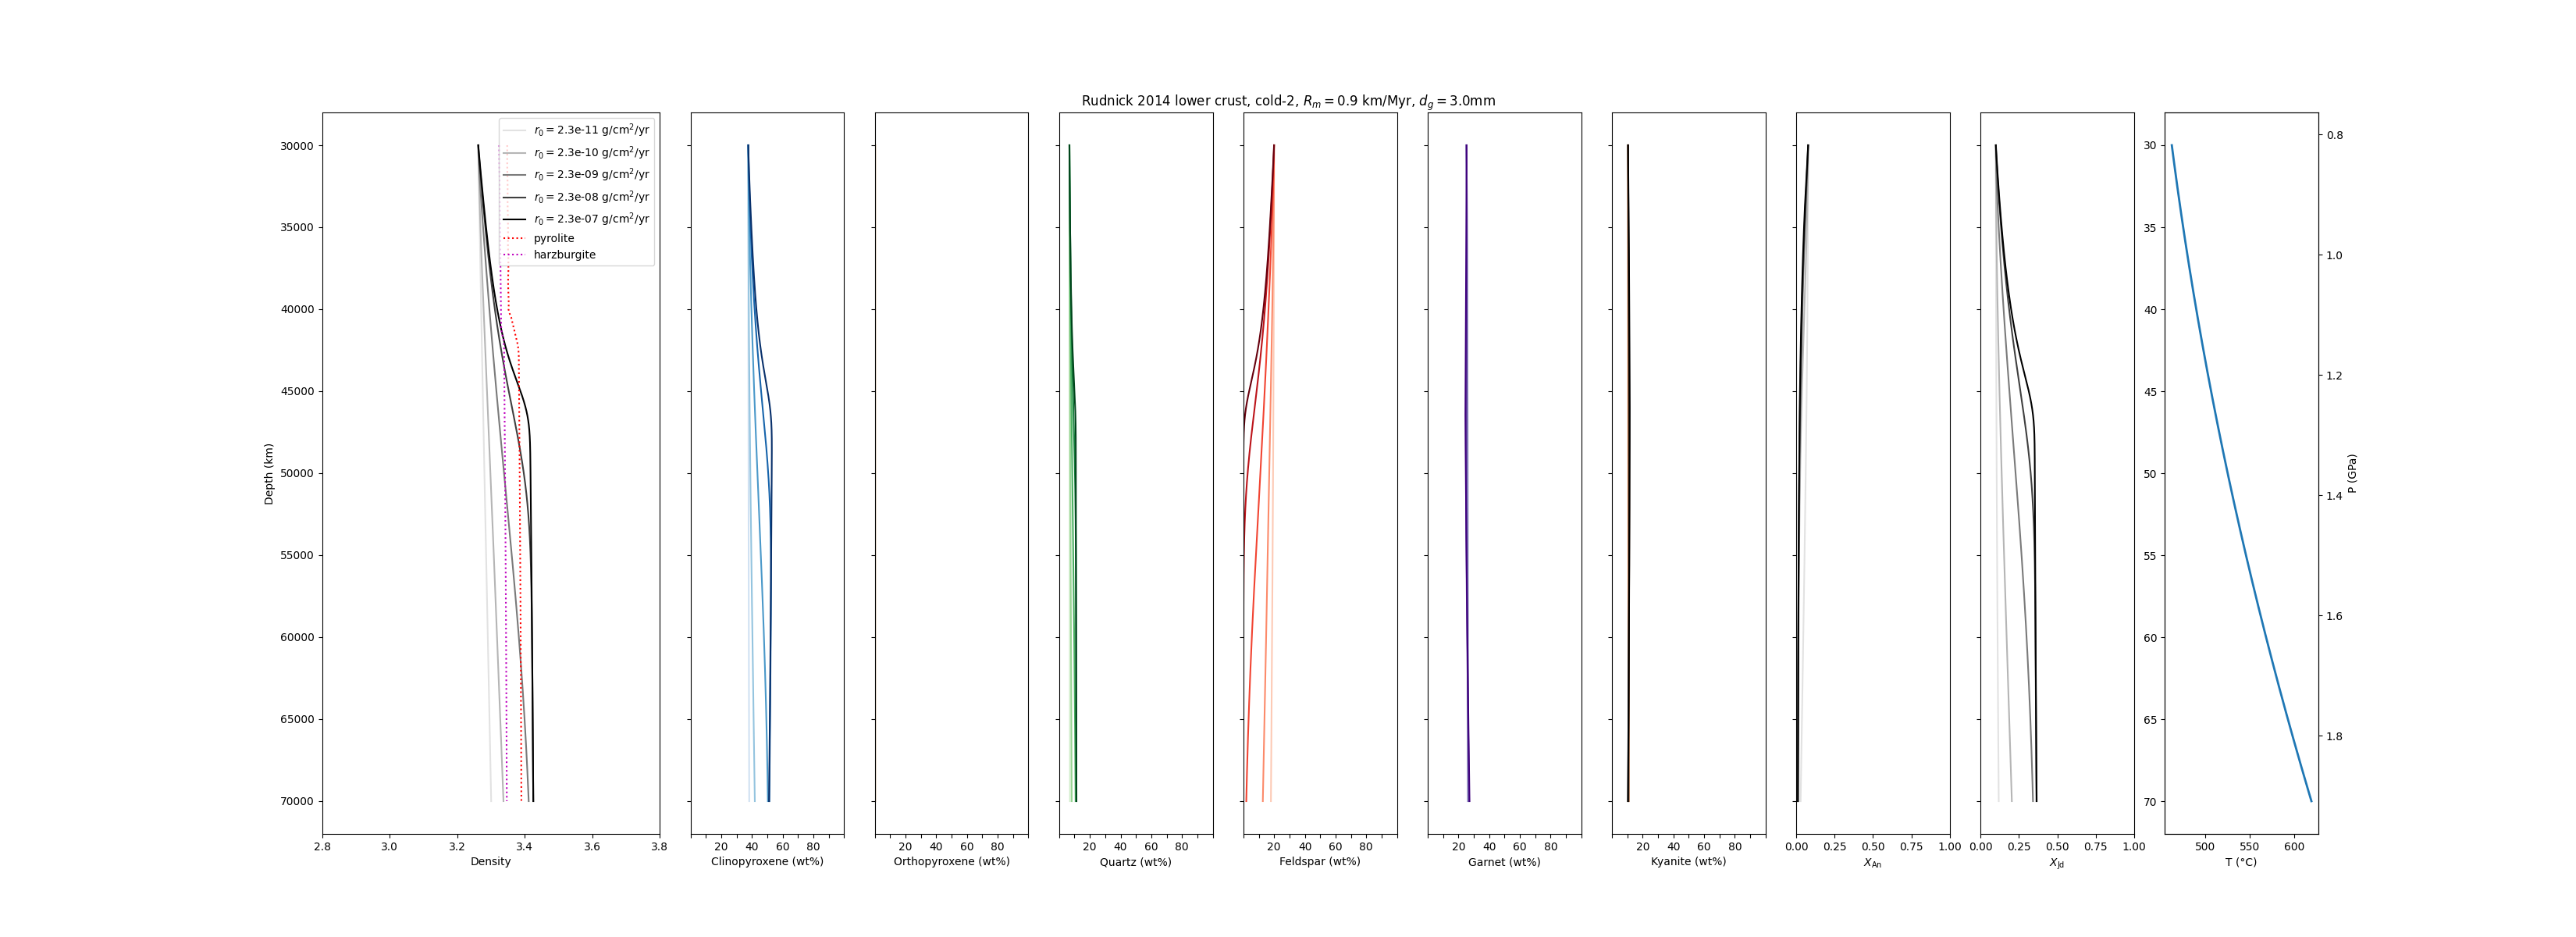 Rudnick 2014 lower crust, cold-2, R_m = 0.9 km/Myr, d_g = 3.0mm
r_0 = 2.3e-11 g/cm²/yr
r_0 = 2.3e-10 g/cm²/yr
r_0 = 2.3e-09 g/cm²/yr
r_0 = 2.3e-08 g/cm²/yr
r_0 = 2.3e-07 g/cm²/yr
pyrolite
harzburgite
Depth (km)
30000
35000
40000
45000
50000
55000
60000
65000
70000
2.8 3.0 3.2 3.4 3.6 3.8
Density
20 40 60 80
Clinopyroxene (wt%)
20 40 60 80
Orthopyroxene (wt%)
20 40 60 80
Quartz (wt%)
20 40 60 80
Feldspar (wt%)
20 40 60 80
Garnet (wt%)
20 40 60 80
Kyanite (wt%)
0.00 0.25 0.50 0.75 1.00
X_An
0.00 0.25 0.50 0.75 1.00
X_Jd
30
35
40
45
50
55
60
65
70
500 550 600
T (°C)
0.8
1.0
1.2
1.4
1.6
1.8
P (GPa)